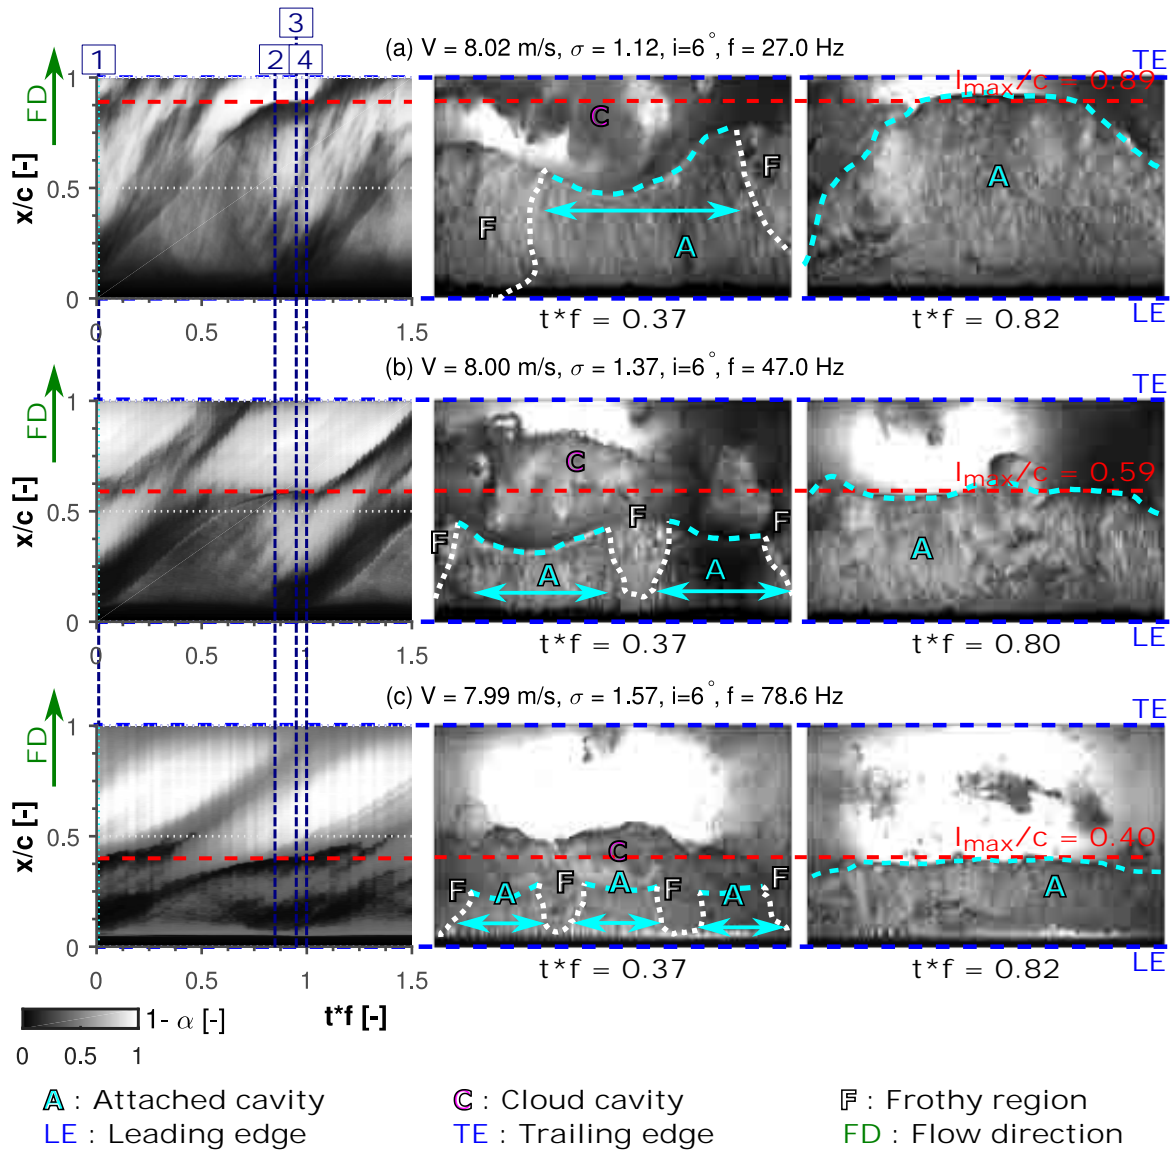 3
1 2 4
(a) V = 8.02 m/s, σ = 1.12, i=6°, f = 27.0 Hz
TE
FD
x/c [-]
1
0.5
0
0 0.5 1 1.5
C
F
F
A
t*f = 0.37
l_max/c = 0.89
A
t*f = 0.82
LE
(b) V = 8.00 m/s, σ = 1.37, i=6°, f = 47.0 Hz
TE
FD
x/c [-]
1
0.5
0
0 0.5 1 1.5
C
F
F
F
A
A
t*f = 0.37
l_max/c = 0.59
A
t*f = 0.80
LE
(c) V = 7.99 m/s, σ = 1.57, i=6°, f = 78.6 Hz
TE
FD
x/c [-]
1
0.5
0
0 0.5 1 1.5
t*f [-]
C
F A F A F A F
t*f = 0.37
l_max/c = 0.40
A
t*f = 0.82
LE
1- α [-]
0 0.5 1
A : Attached cavity
C : Cloud cavity
F : Frothy region
LE : Leading edge
TE : Trailing edge
FD : Flow direction